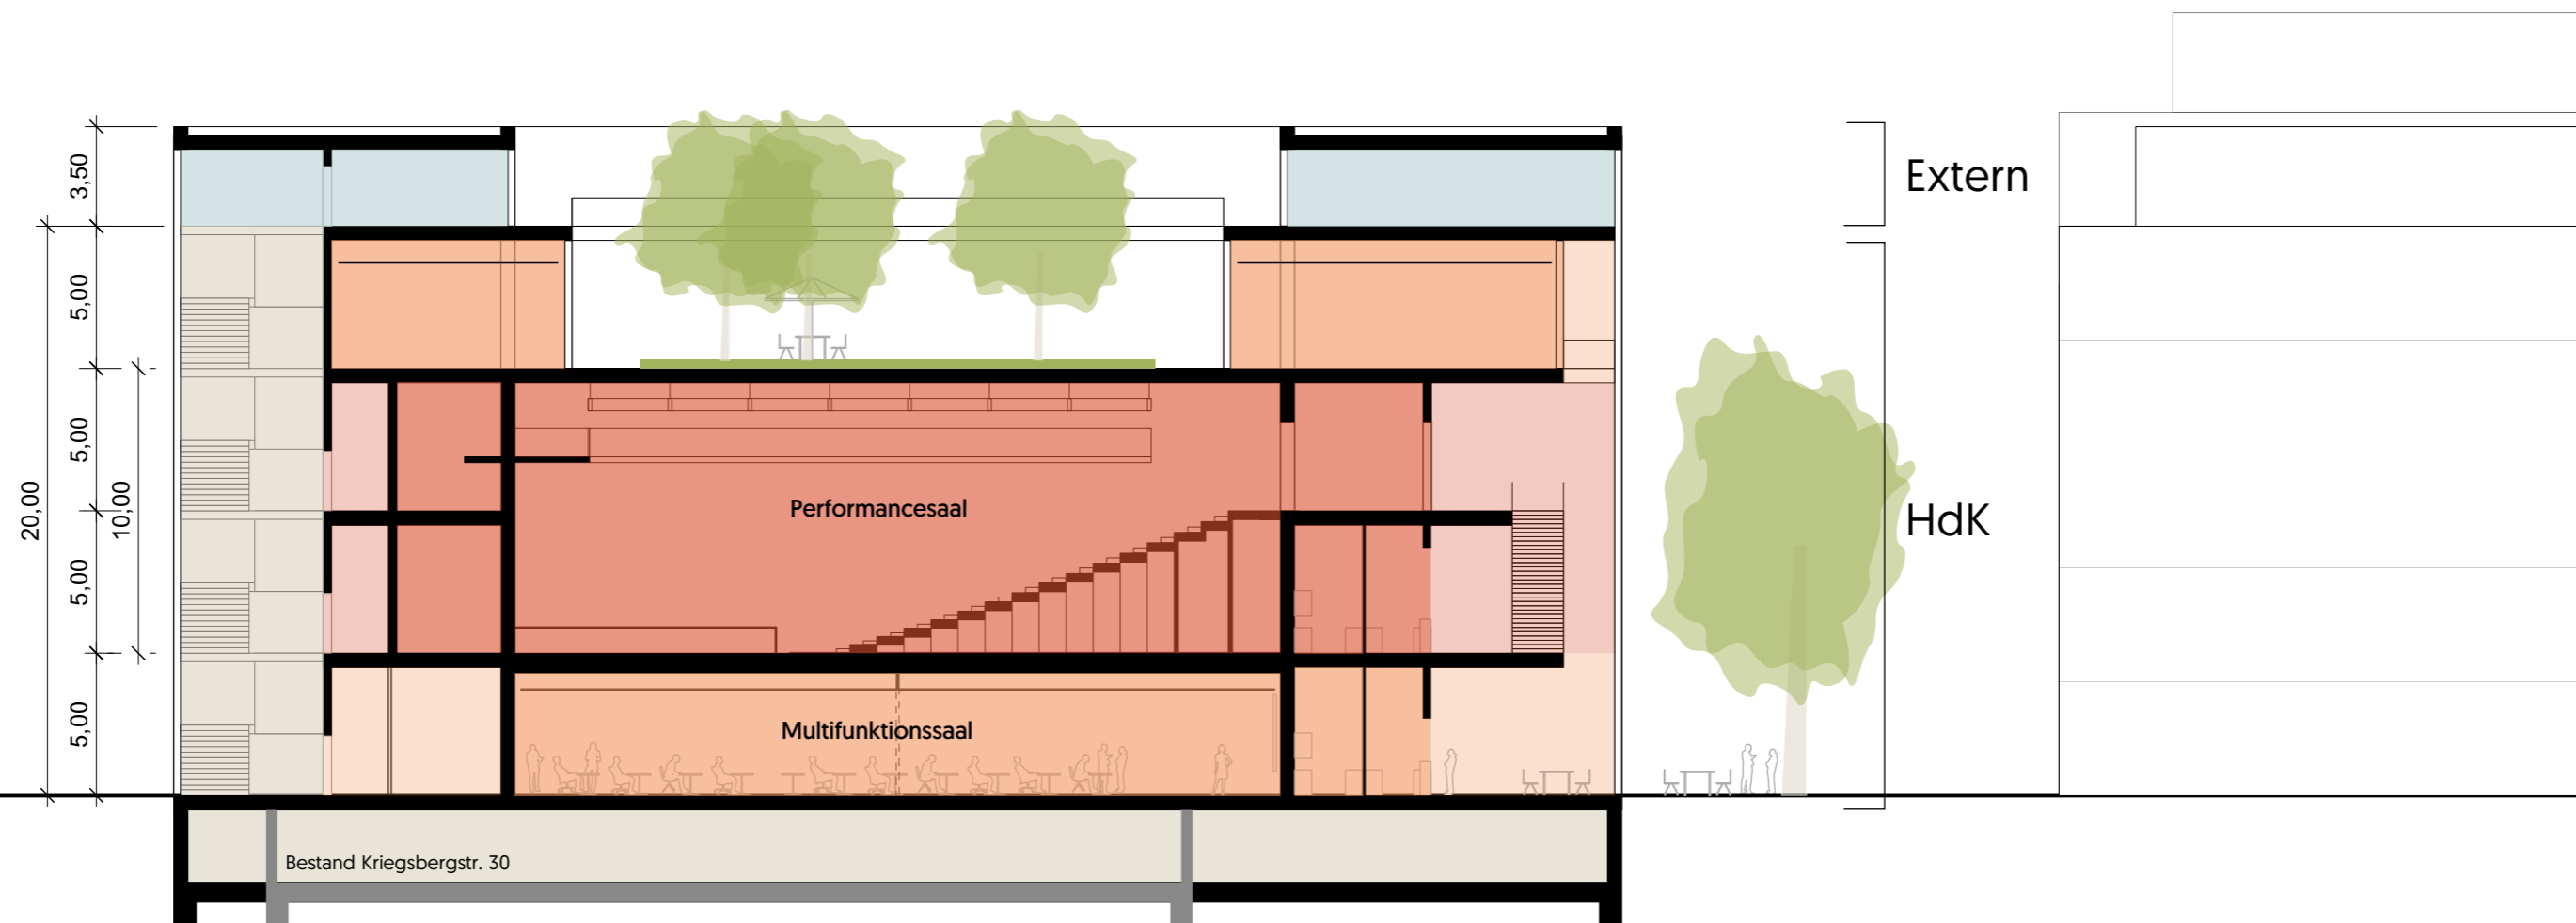 3,50
Extern
5,00
5,00
20,00
10,00
Performancesaal
HdK
5,00
5,00
Multifunktionssaal
Bestand Kriegsbergstr. 30